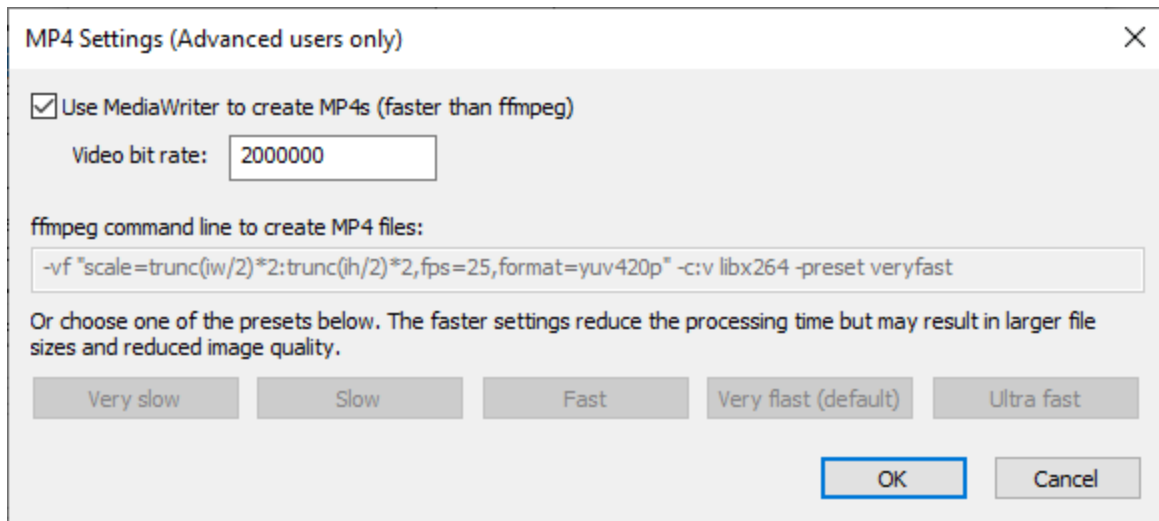 MP4 Settings (Advanced users only)
Use MediaWriter to create MP4s (faster than ffmpeg)
Video bit rate: 2000000
ffmpeg command line to create MP4 files:
-vf "scale=trunc(iw/2)*2:trunc(ih/2)*2,fps=25,format=yuv420p" -c:v libx264 -preset veryfast
Or choose one of the presets below. The faster settings reduce the processing time but may result in larger file
sizes and reduced image quality.
Very slow Slow Fast Very flast (default) Ultra fast
OK Cancel